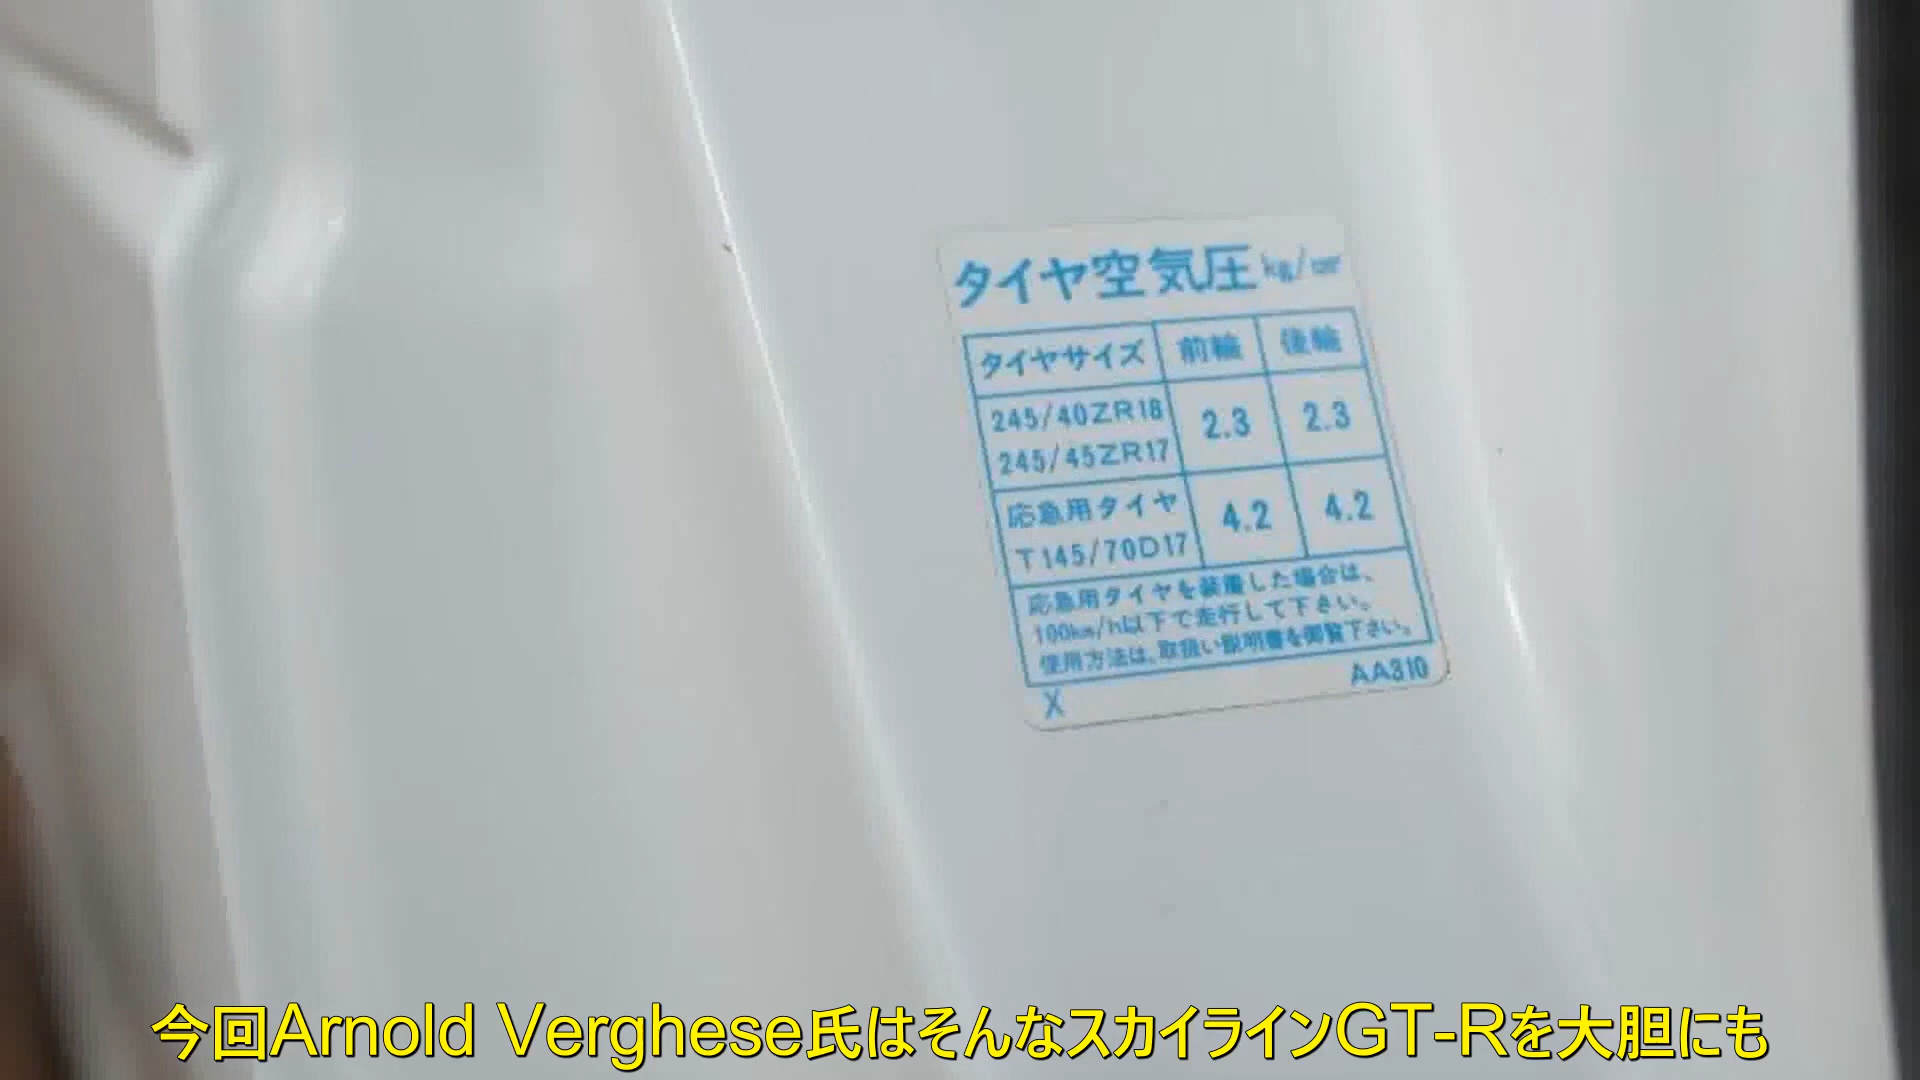 タイヤ空気圧 kg/cm²
タイヤサイズ 前輪 後輪
245/40ZR18
245/45ZR17
2.3 2.3
応急用タイヤ
T145/70D17
4.2 4.2
応急用タイヤを装着した場合は、
100km/h以下で走行して下さい。
使用方法は、取扱い説明書を御覧下さい。
X AA310
今回Arnold Verghese氏はそんなスカイラインGT-Rを大胆にも